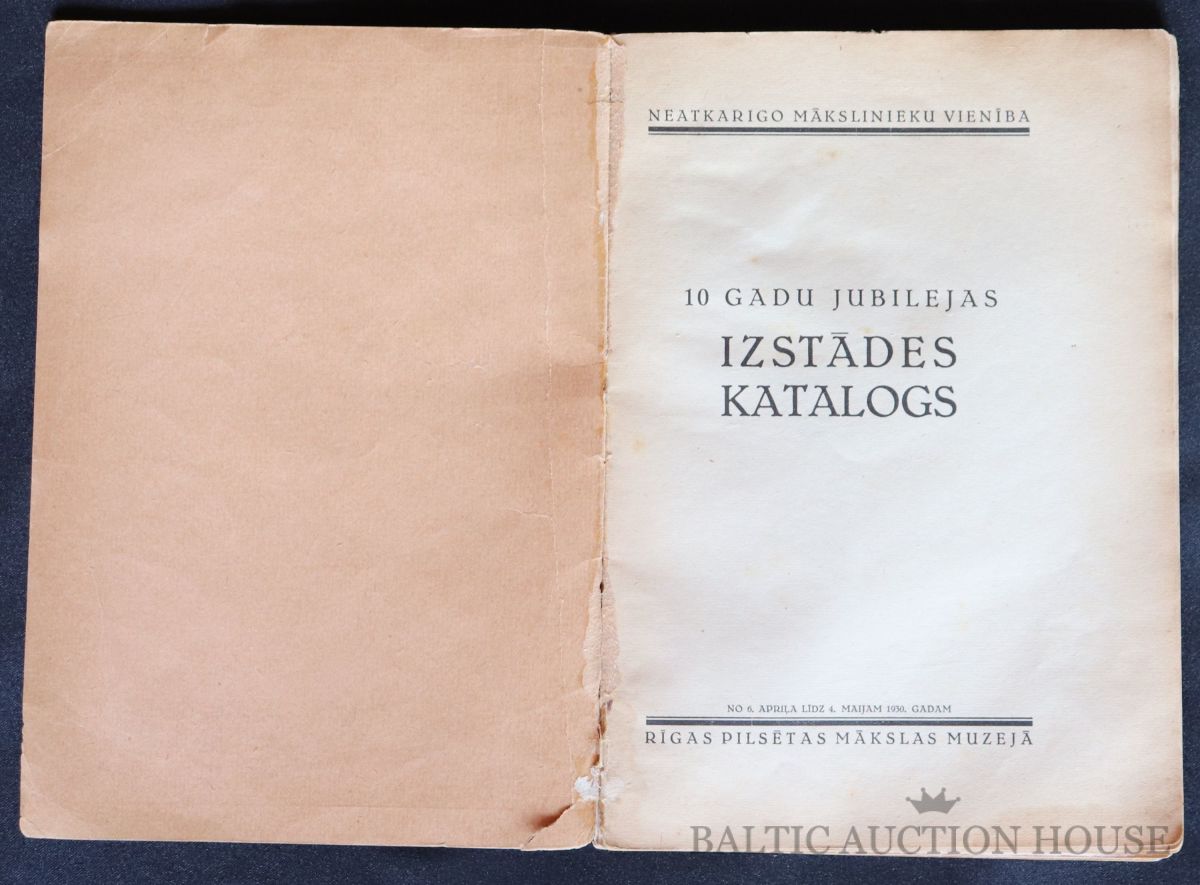 NEATKARIGO MĀKSLINIEKU VIENĪBA
10 GADU JUBILEJAS
IZSTĀDES
KATALOGS
NO 6. APRIĻA LĪDZ 4. MAIJAM 1930. GADAM
RĪGAS PILSĒTAS MĀKSLAS MUZEJĀ
BALTIC AUCTION HOUSE